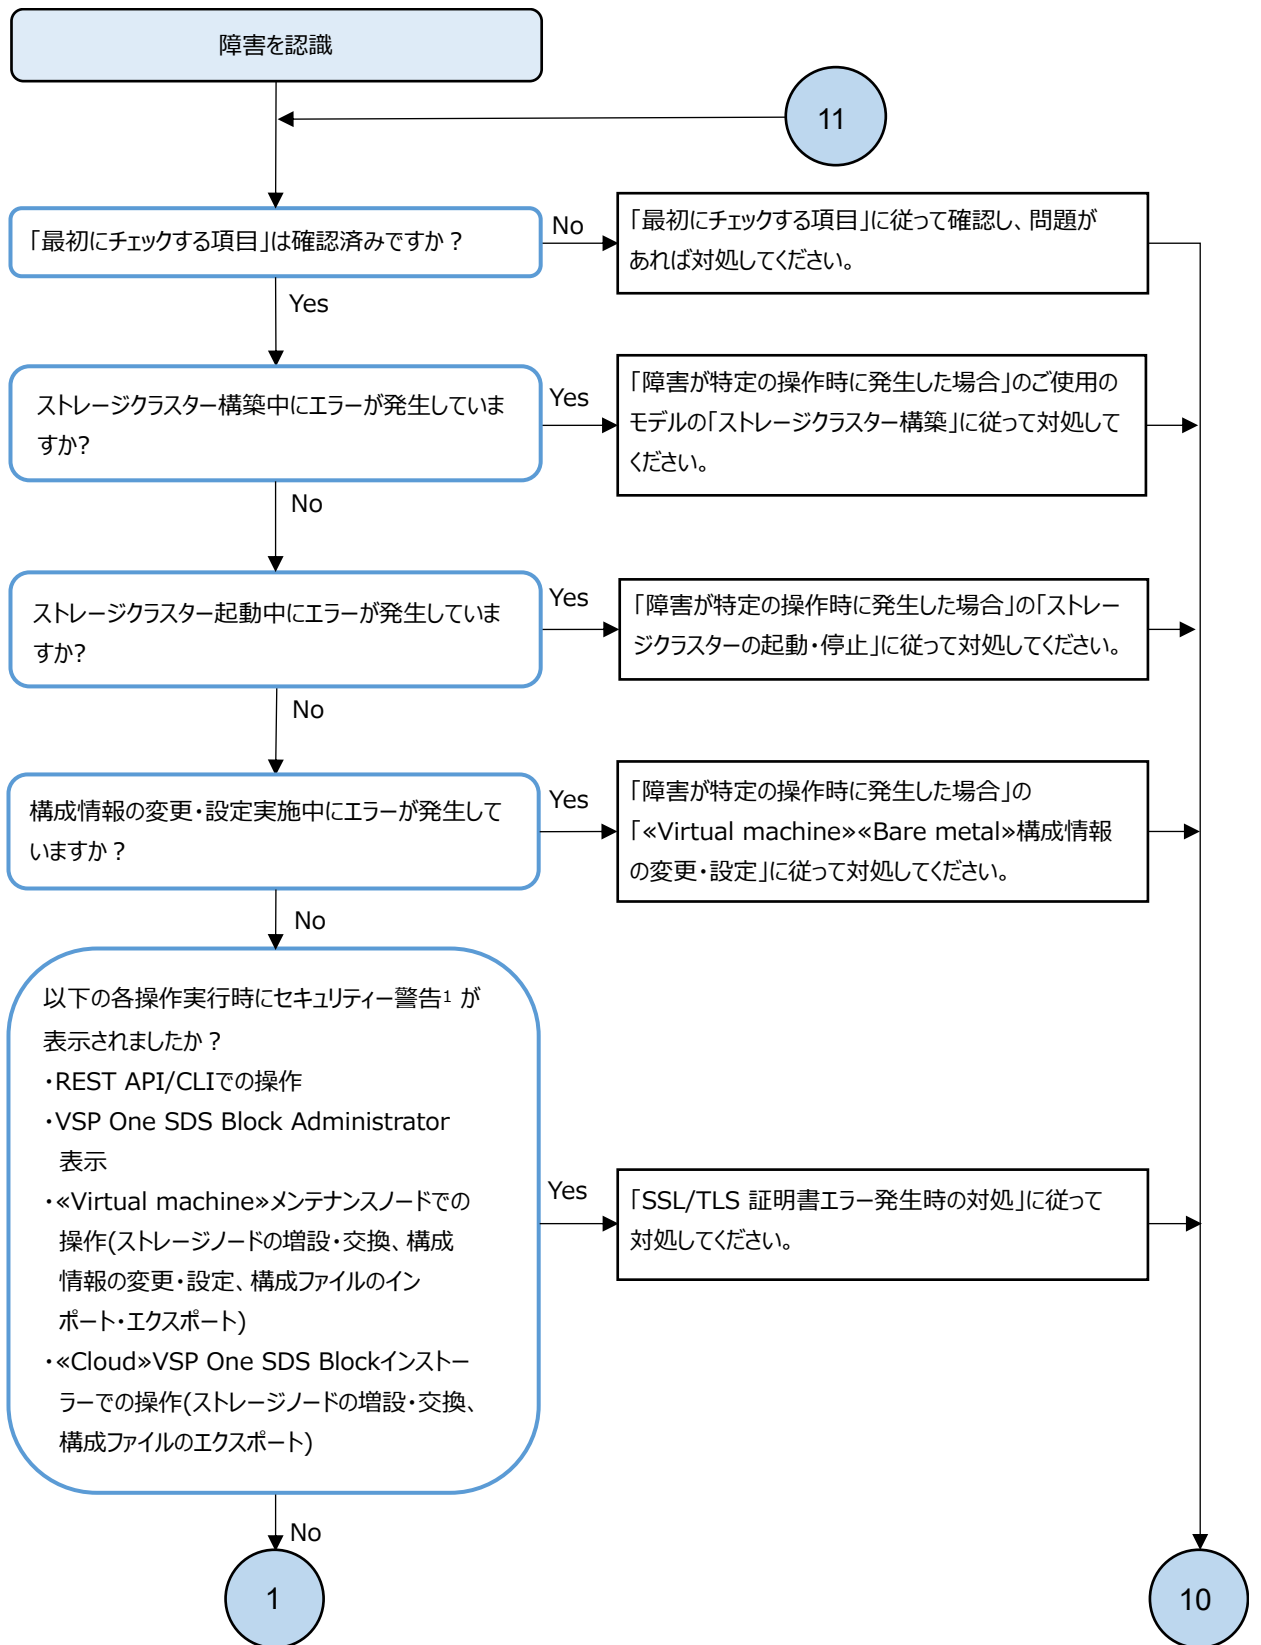 障害を認識
11
「最初にチェックする項目」は確認済みですか？
No
「最初にチェックする項目」に従って確認し、問題が
あれば対処してください。
Yes
ストレージクラスター構築中にエラーが発生していま
すか?
Yes
「障害が特定の操作時に発生した場合」のご使用の
モデルの「ストレージクラスター構築」に従って対処して
ください。
No
ストレージクラスター起動中にエラーが発生していま
すか?
Yes
「障害が特定の操作時に発生した場合」の「ストレー
ジクラスターの起動・停止」に従って対処してください。
No
構成情報の変更・設定実施中にエラーが発生して
いますか？
Yes
「障害が特定の操作時に発生した場合」の
「«Virtual machine»«Bare metal»構成情報
の変更・設定」に従って対処してください。
No
以下の各操作実行時にセキュリティー警告1 が
表示されましたか？
・REST API/CLIでの操作
・VSP One SDS Block Administrator
表示
・«Virtual machine»メンテナンスノードでの
操作(ストレージノードの増設・交換、構成
情報の変更・設定、構成ファイルのイン
ポート・エクスポート)
・«Cloud»VSP One SDS Blockインストー
ラーでの操作(ストレージノードの増設・交換、
構成ファイルのエクスポート)
Yes
「SSL/TLS 証明書エラー発生時の対処」に従って
対処してください。
No
1
10